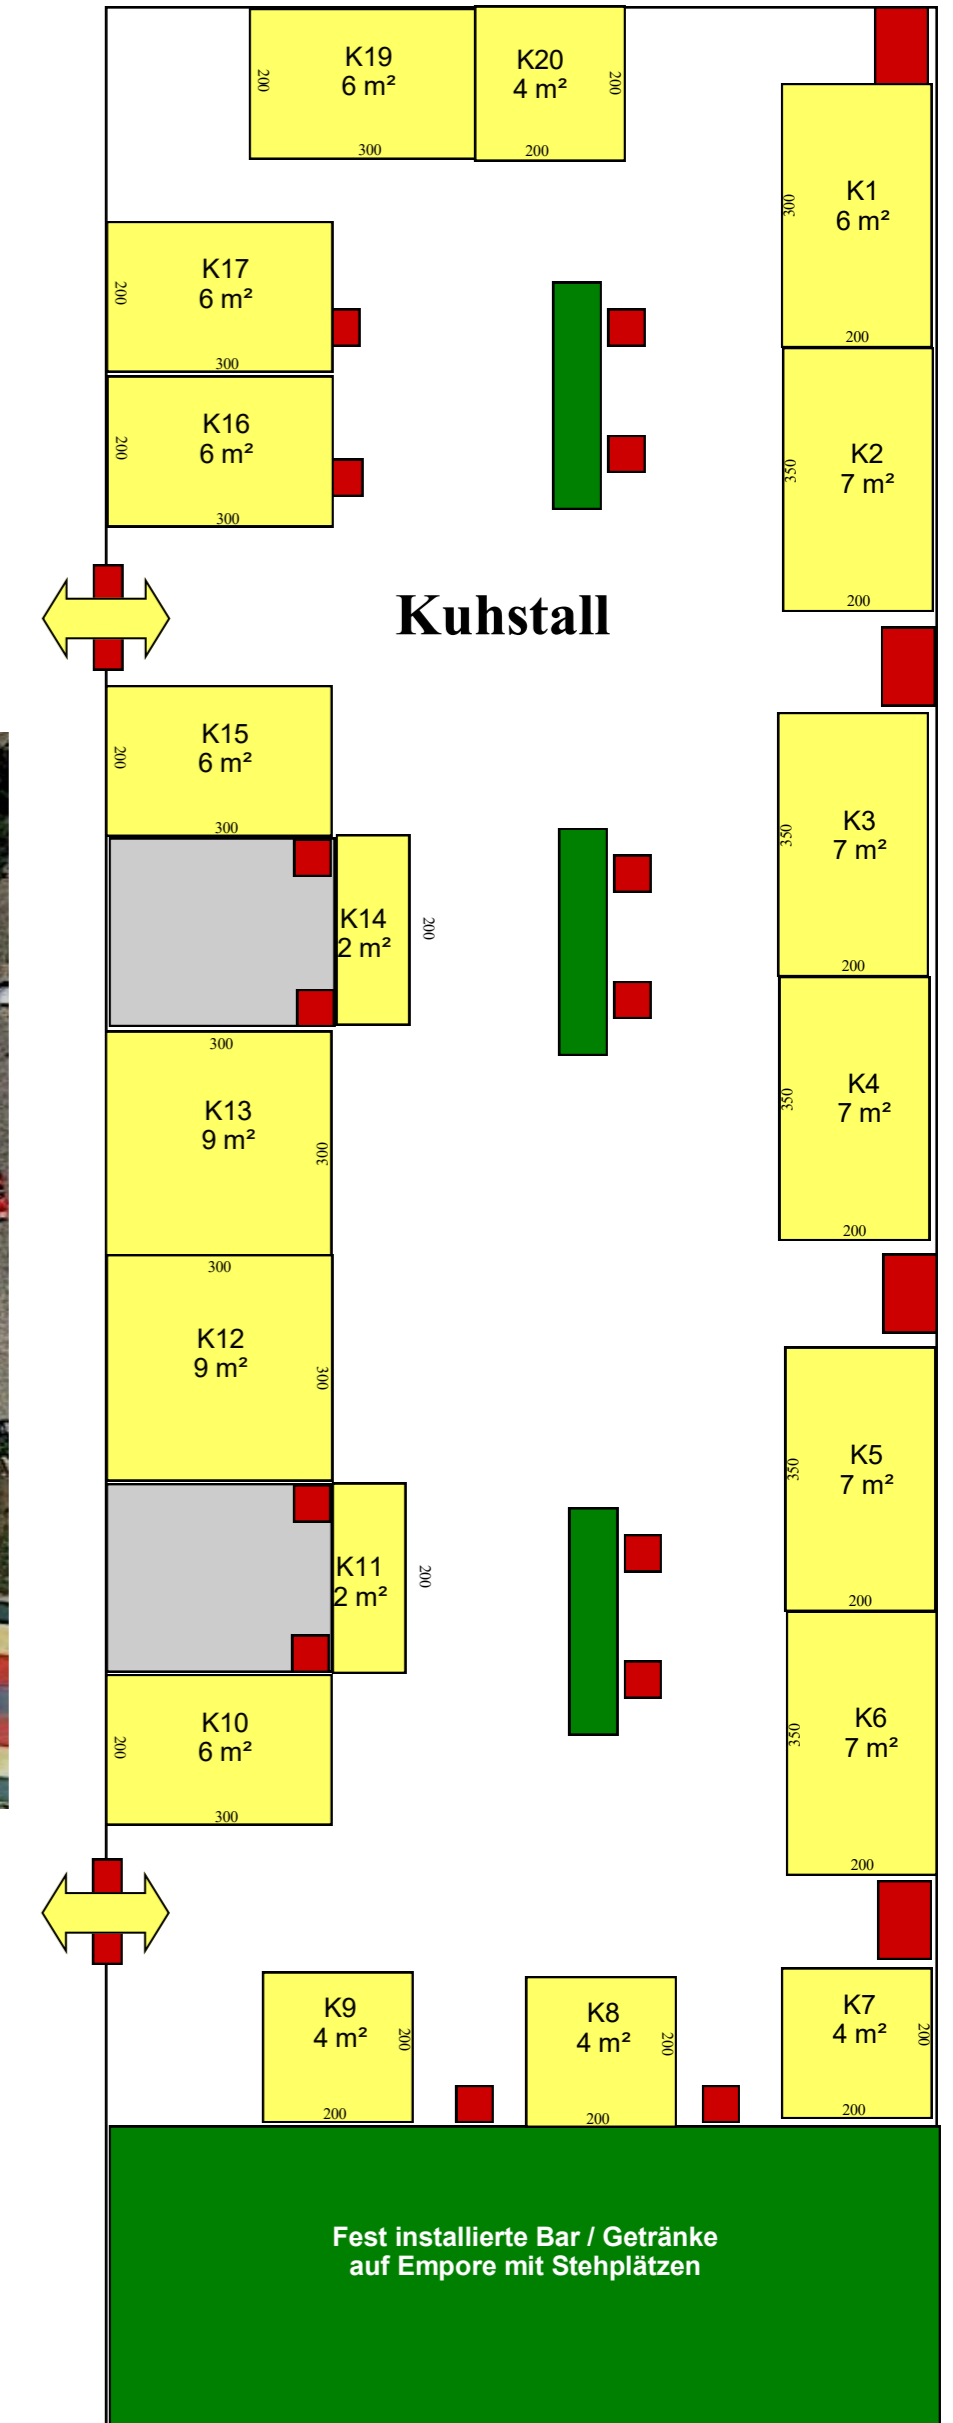 K19
6 m²
200
300
K20
4 m²
200
200
K1
6 m²
300
200
K17
6 m²
200
300
K16
6 m²
200
300
K2
7 m²
350
200
Kuhstall
K15
6 m²
200
300
K3
7 m²
350
200
K14
2 m²
200
K4
7 m²
350
200
300
K13
9 m²
300
300
K12
9 m²
300
K5
7 m²
350
200
K11
2 m²
200
K6
7 m²
350
200
K10
6 m²
200
300
K9
4 m²
200
200
K8
4 m²
200
200
K7
4 m²
200
200
Fest installierte Bar / Getränke
auf Empore mit Stehplätzen